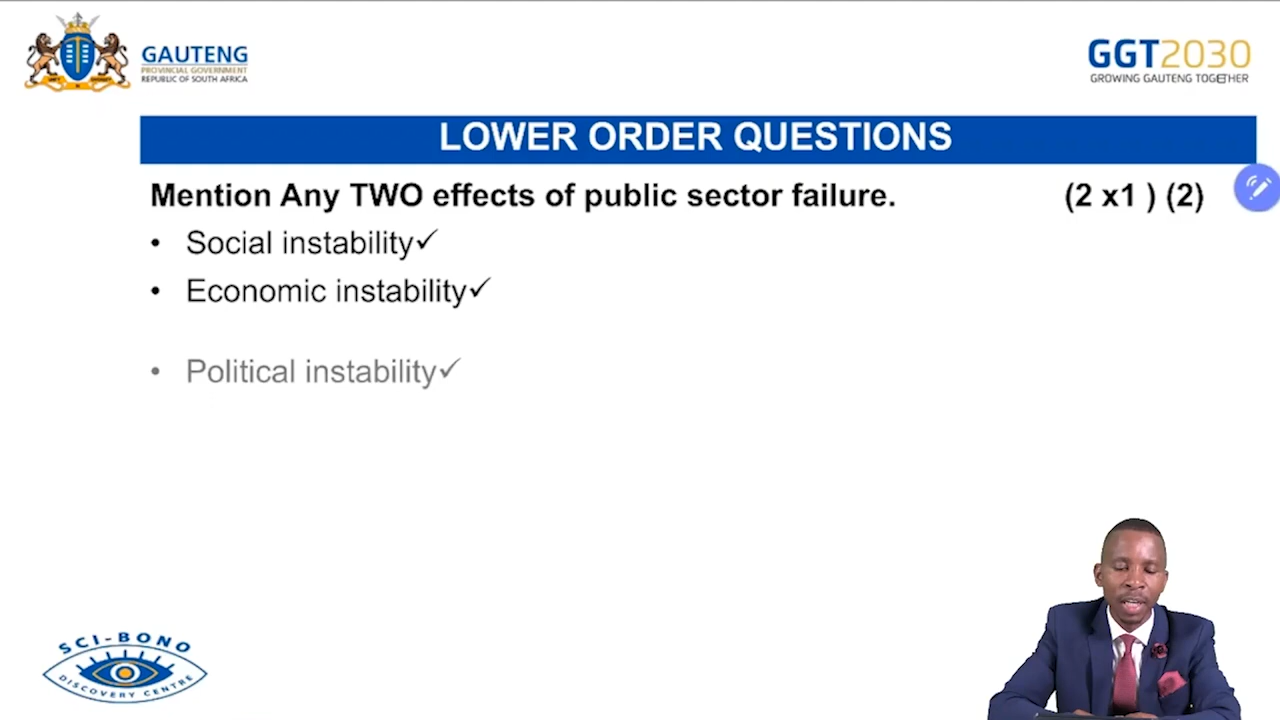 GAUTENG
PROVINCIAL GOVERNMENT
REPUBLIC OF SOUTH AFRICA
GGT2030
GROWING GAUTENG TOGETHER
LOWER ORDER QUESTIONS
Mention Any TWO effects of public sector failure. (2 x1 ) (2)
• Social instability✓
• Economic instability✓
• Political instability✓
SCI-BONO
DISCOVERY CENTRE